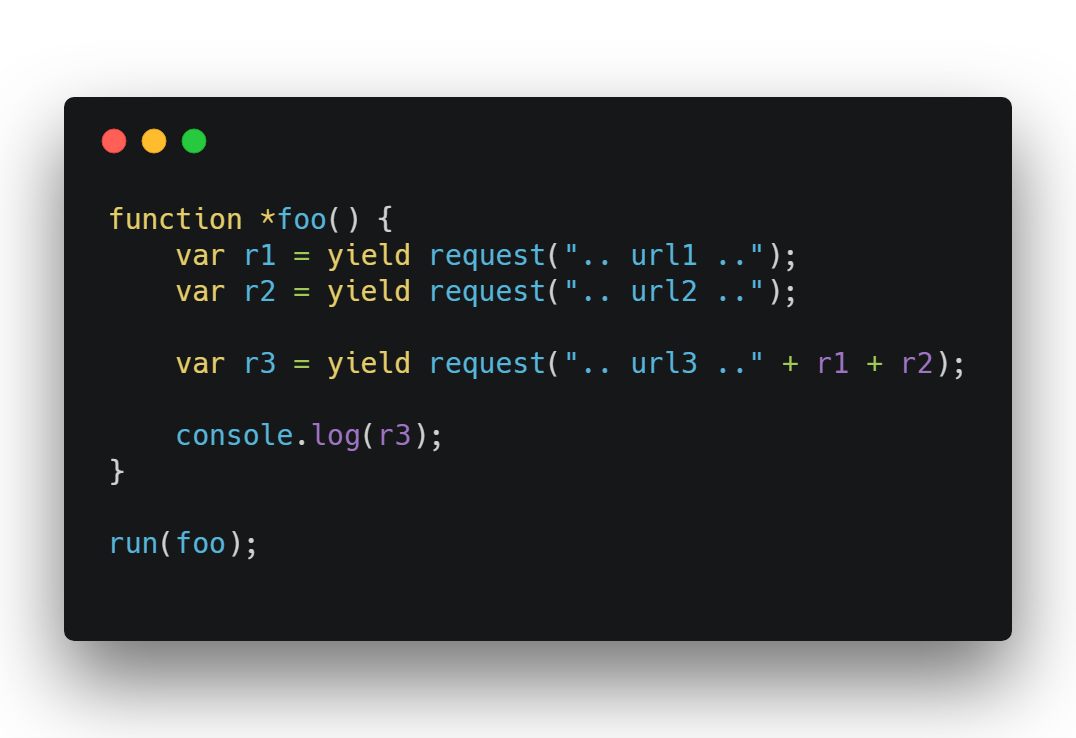 function *foo() {
    var r1 = yield request(".. url1 ..");
    var r2 = yield request(".. url2 ..");

    var r3 = yield request(".. url3 .." + r1 + r2);

    console.log(r3);
}

run(foo);